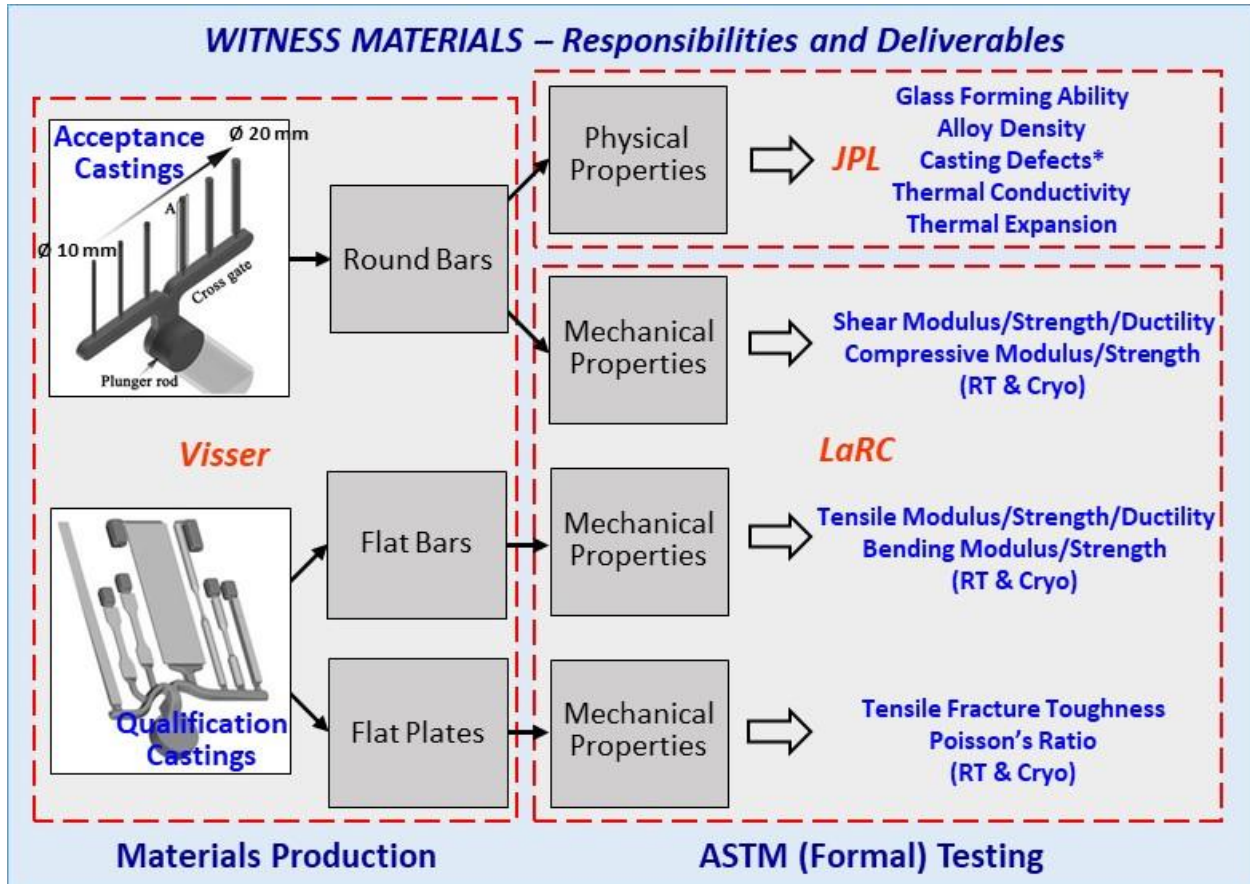 WITNESS MATERIALS – Responsibilities and Deliverables
Acceptance
Castings
Ø 20 mm
A
Ø 10 mm
Cross gate
Plunger rod
Round Bars
Physical
Properties
JPL
Glass Forming Ability
Alloy Density
Casting Defects*
Thermal Conductivity
Thermal Expansion
Mechanical
Properties
Shear Modulus/Strength/Ductility
Compressive Modulus/Strength
(RT & Cryo)
Visser
LaRC
Qualification
Castings
Flat Bars
Mechanical
Properties
Tensile Modulus/Strength/Ductility
Bending Modulus/Strength
(RT & Cryo)
Flat Plates
Mechanical
Properties
Tensile Fracture Toughness
Poisson’s Ratio
(RT & Cryo)
Materials Production
ASTM (Formal) Testing